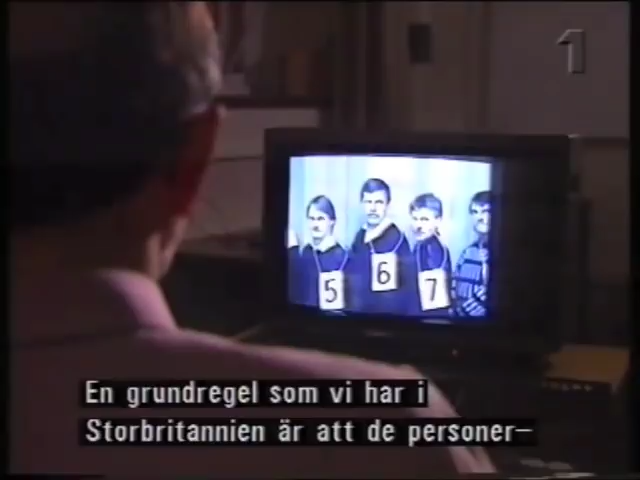 1
5
6
7
En grundregel som vi har i
Storbritannien är att de personer—